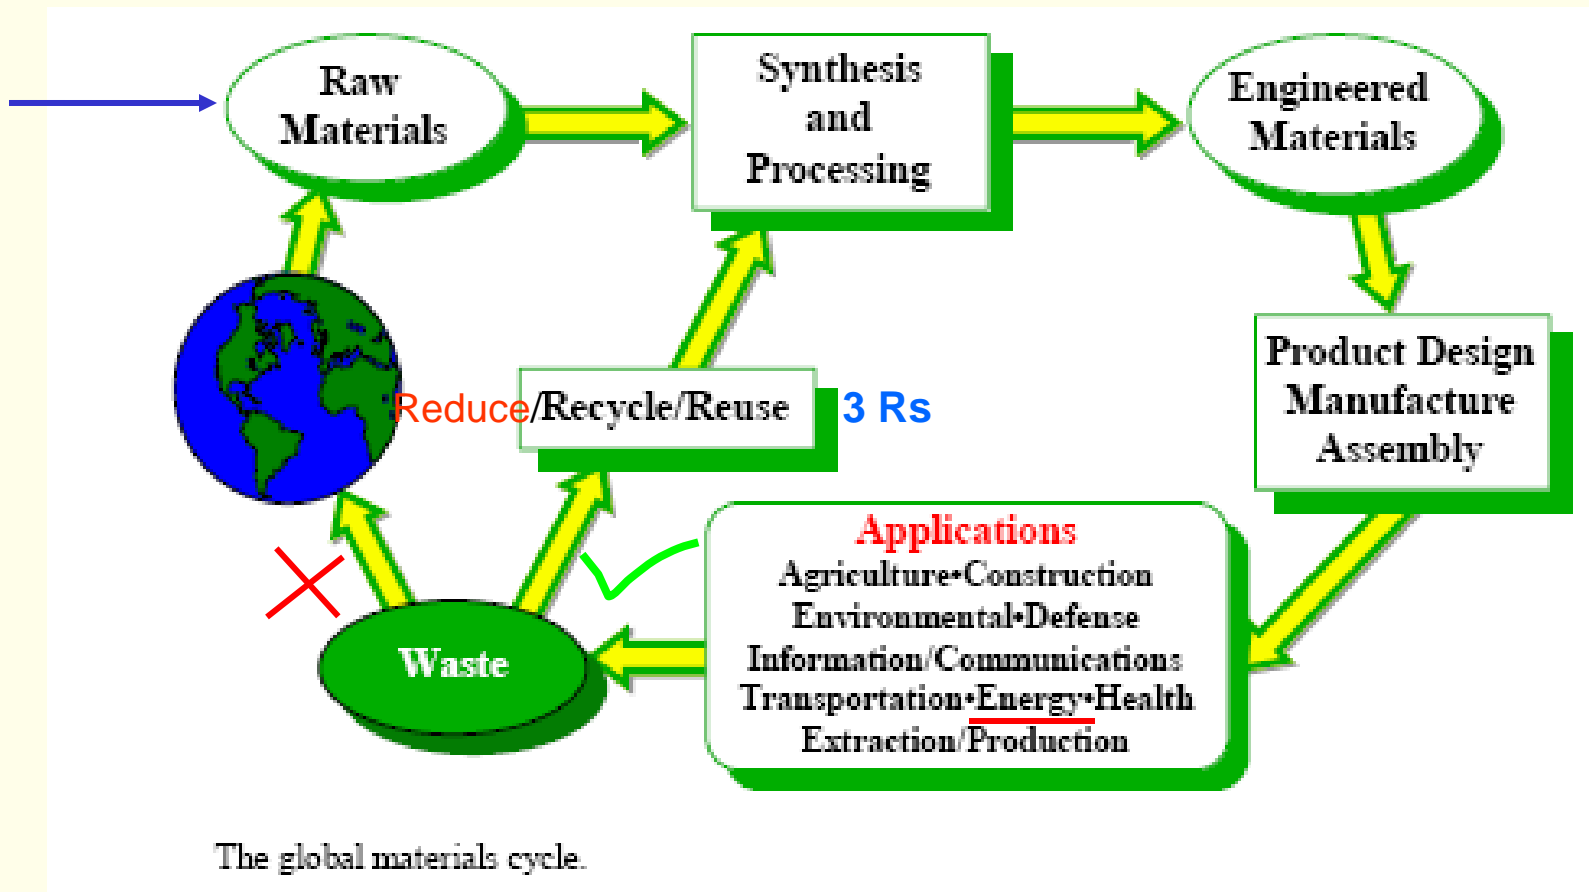 Raw
Materials
Synthesis
and
Processing
Engineered
Materials
Product Design
Manufacture
Assembly
Reduce/Recycle/Reuse 3 Rs
Applications
Agriculture•Construction
Environmental•Defense
Information/Communications
Transportation•Energy•Health
Extraction/Production
Waste
The global materials cycle.